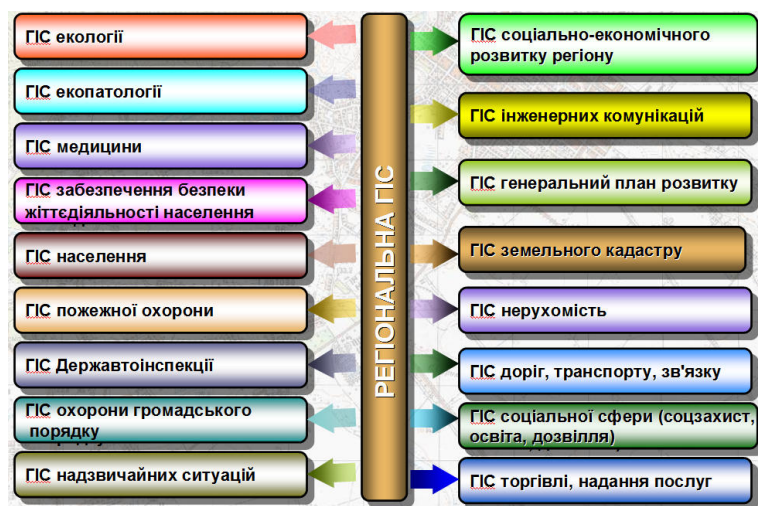 ГІС екології
ГІС екопатології
ГІС медицини
ГІС забезпечення безпеки
жіттєдіяльності населення
ГІС населення
ГІС пожежної охорони
ГІС Державтоінспекції
ГІС охорони громадського
порядку
ГІС надзвичайних ситуацій
РЕГІОНАЛЬНА ГІС
ГІС соціально-економічного
розвитку регіону
ГІС інженерних комунікацій
ГІС генеральний план розвитку
ГІС земельного кадастру
ГІС нерухомість
ГІС доріг, транспорту, зв'язку
ГІС соціальної сфери (соцзахист,
освіта, дозвілля)
ГІС торгівлі, надання послуг